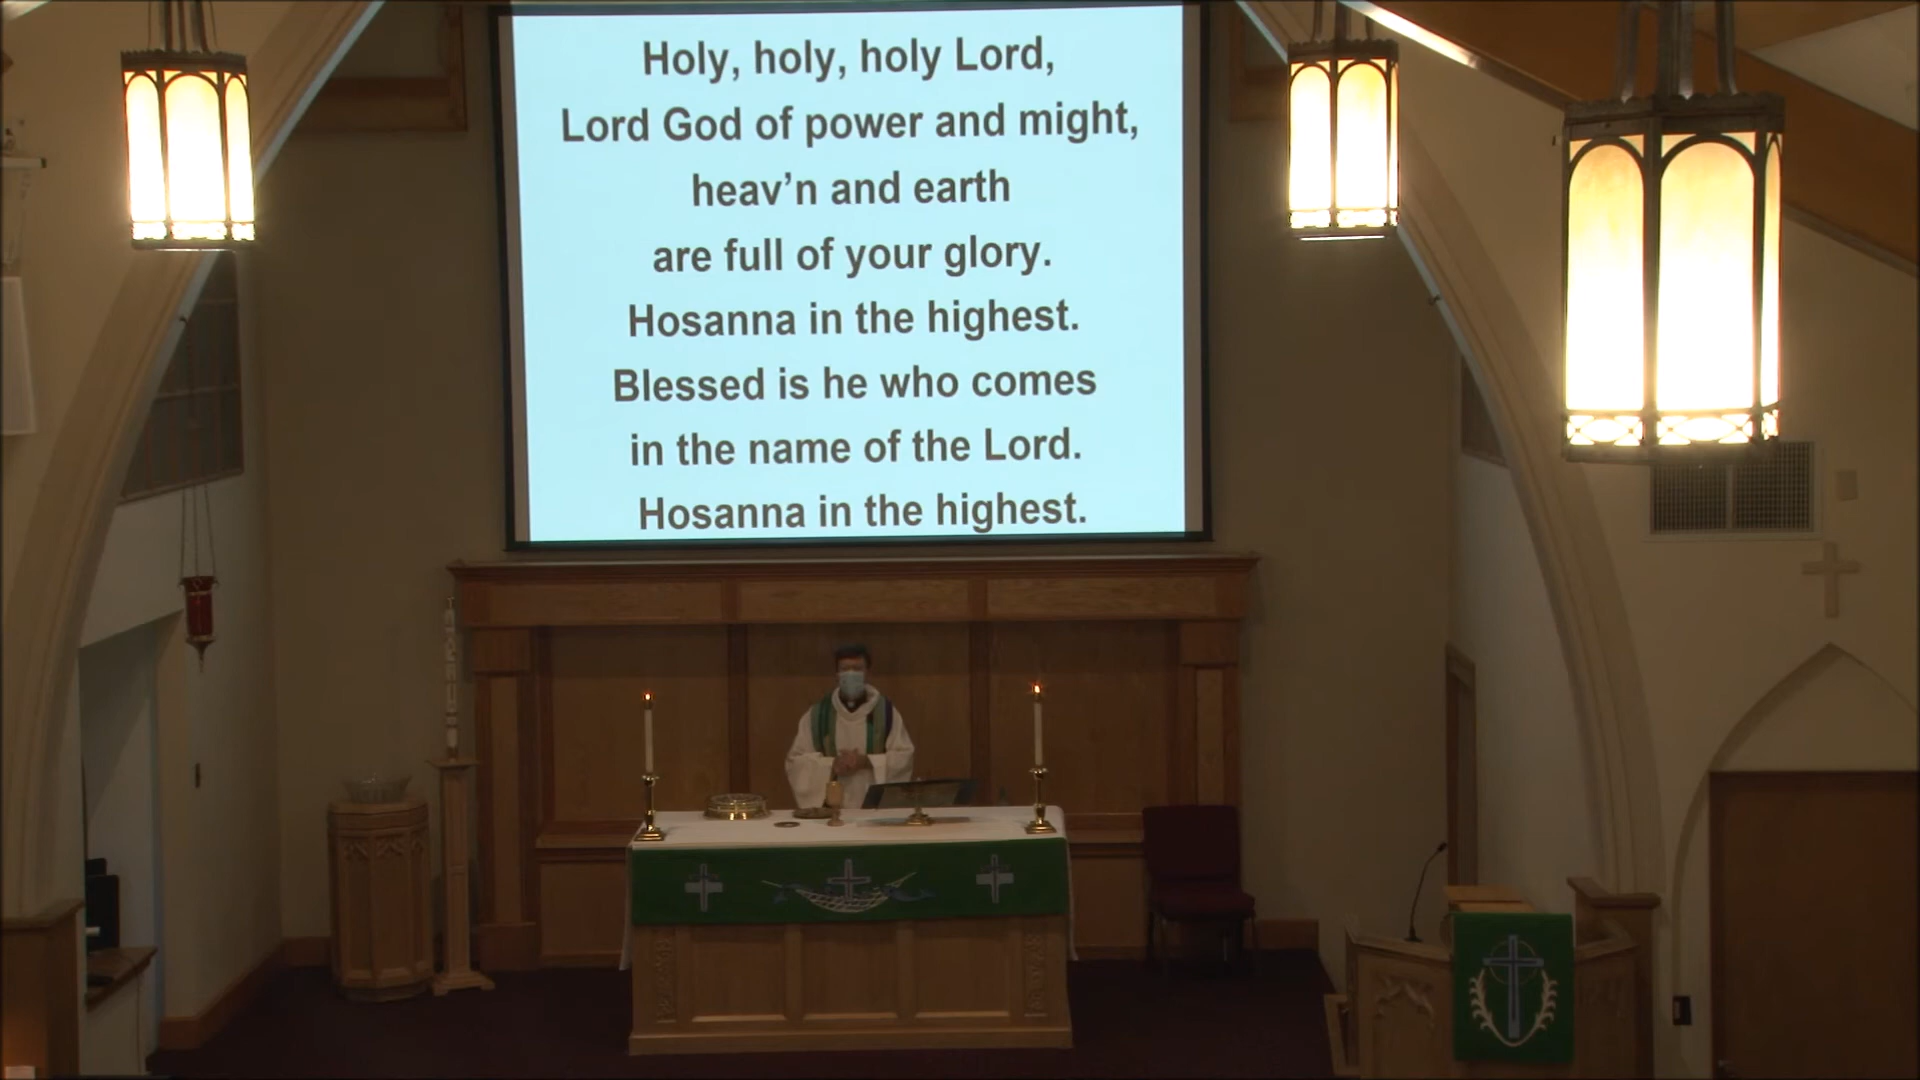 Holy, holy, holy Lord,
Lord God of power and might,
heav’n and earth
are full of your glory.
Hosanna in the highest.
Blessed is he who comes
in the name of the Lord.
Hosanna in the highest.